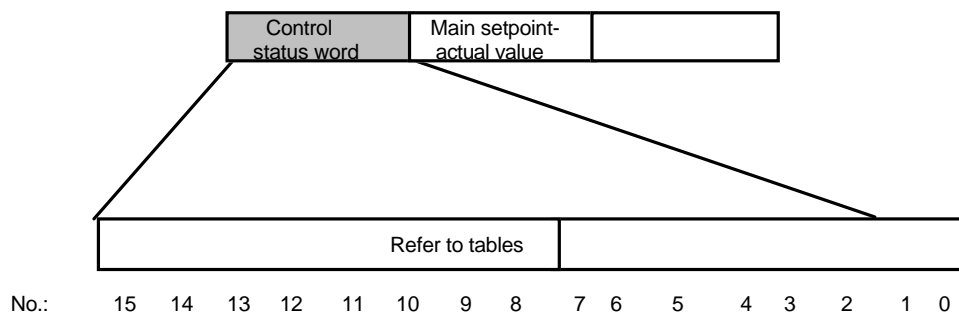 Control
status word
Main setpoint-
actual value
Refer to tables
No.: 15 14 13 12 11 10 9 8 7 6 5 4 3 2 1 0